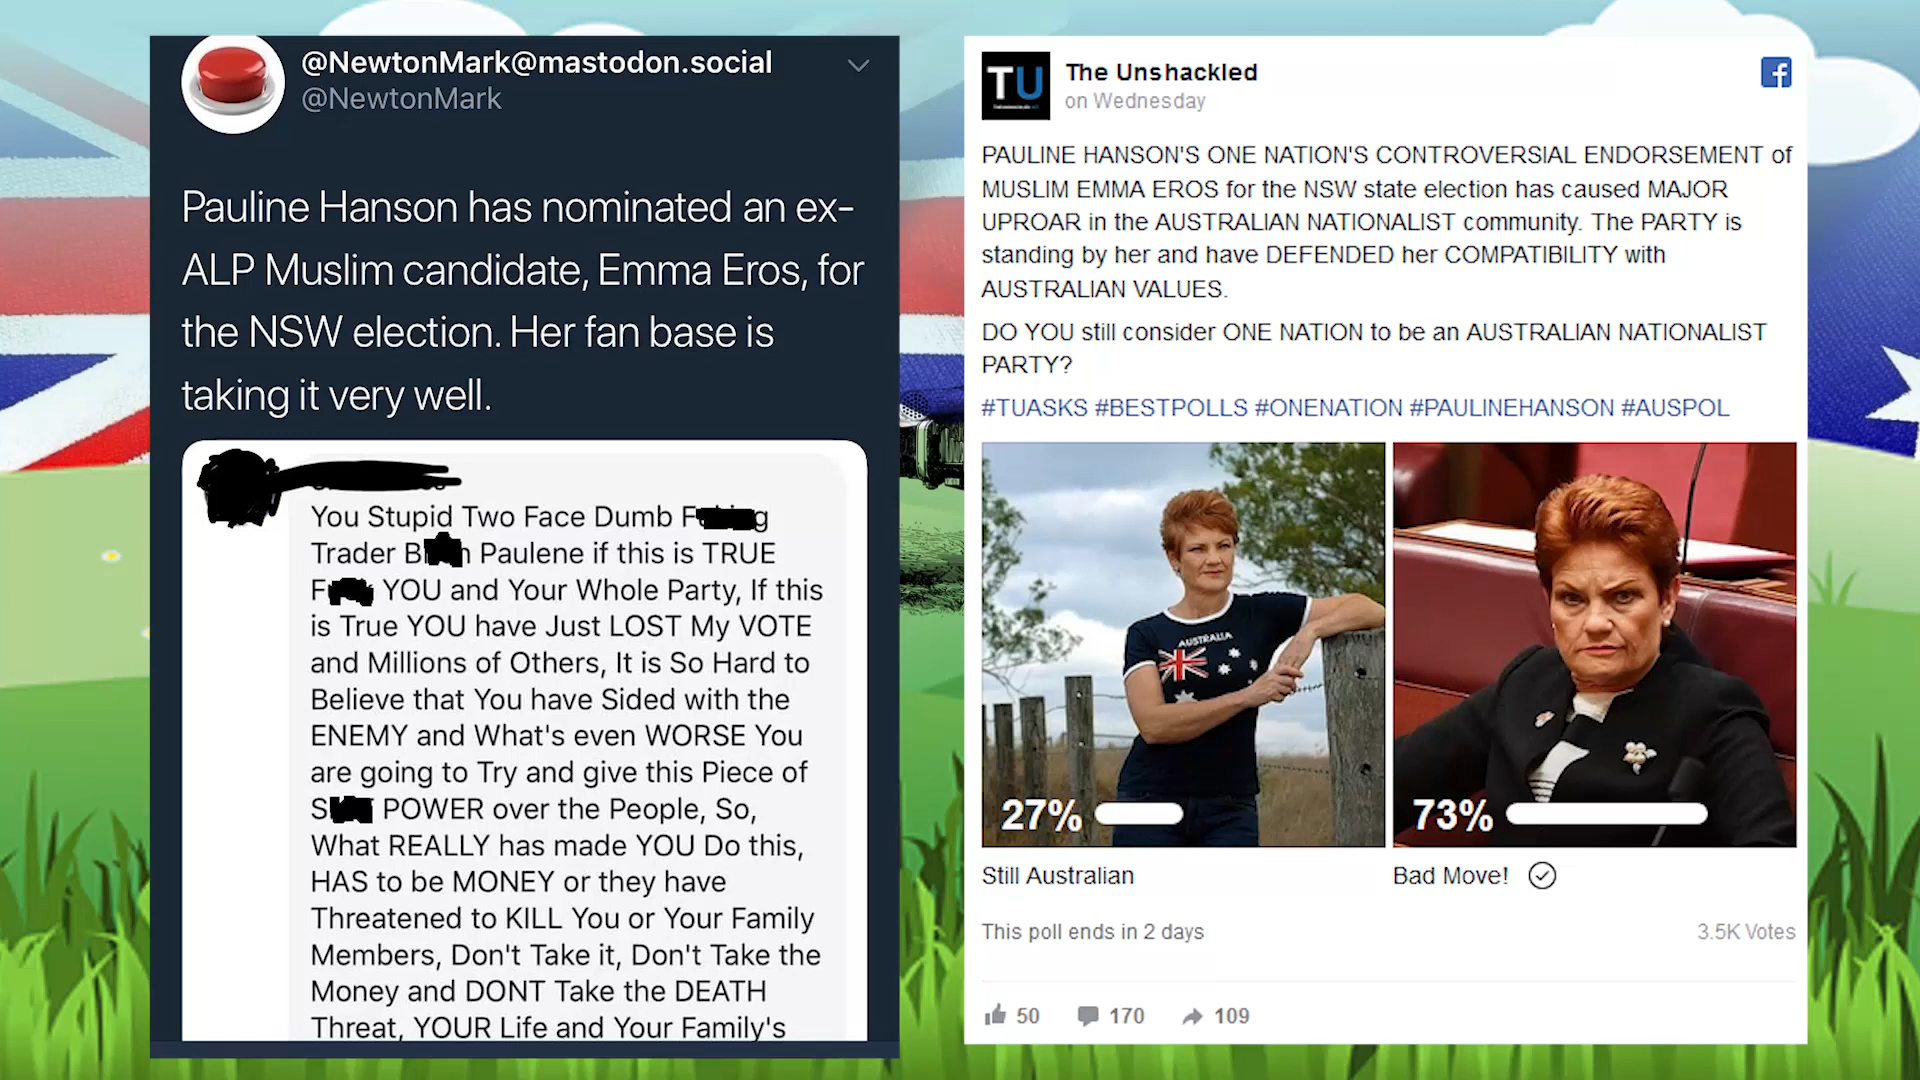 @NewtonMark@mastodon.social
@NewtonMark
Pauline Hanson has nominated an ex-
ALP Muslim candidate, Emma Eros, for
the NSW election. Her fan base is
taking it very well.
You Stupid Two Face Dumb F g
Trader B h Paulene if this is TRUE
F YOU and Your Whole Party, If this
is True YOU have Just LOST My VOTE
and Millions of Others, It is So Hard to
Believe that You have Sided with the
ENEMY and What's even WORSE You
are going to Try and give this Piece of
S POWER over the People, So,
What REALLY has made YOU Do this,
HAS to be MONEY or they have
Threatened to KILL You or Your Family
Members, Don't Take it, Don't Take the
Money and DONT Take the DEATH
Threat, YOUR Life and Your Family's
TU
The Unshackled
on Wednesday
PAULINE HANSON'S ONE NATION'S CONTROVERSIAL ENDORSEMENT of
MUSLIM EMMA EROS for the NSW state election has caused MAJOR
UPROAR in the AUSTRALIAN NATIONALIST community. The PARTY is
standing by her and have DEFENDED her COMPATIBILITY with
AUSTRALIAN VALUES.
DO YOU still consider ONE NATION to be an AUSTRALIAN NATIONALIST
PARTY?
#TUASKS #BESTPOLLS #ONENATION #PAULINEHANSON #AUSPOL
AUSTRALIA
27%
73%
Still Australian
Bad Move!
This poll ends in 2 days
3.5K Votes
50 170 109